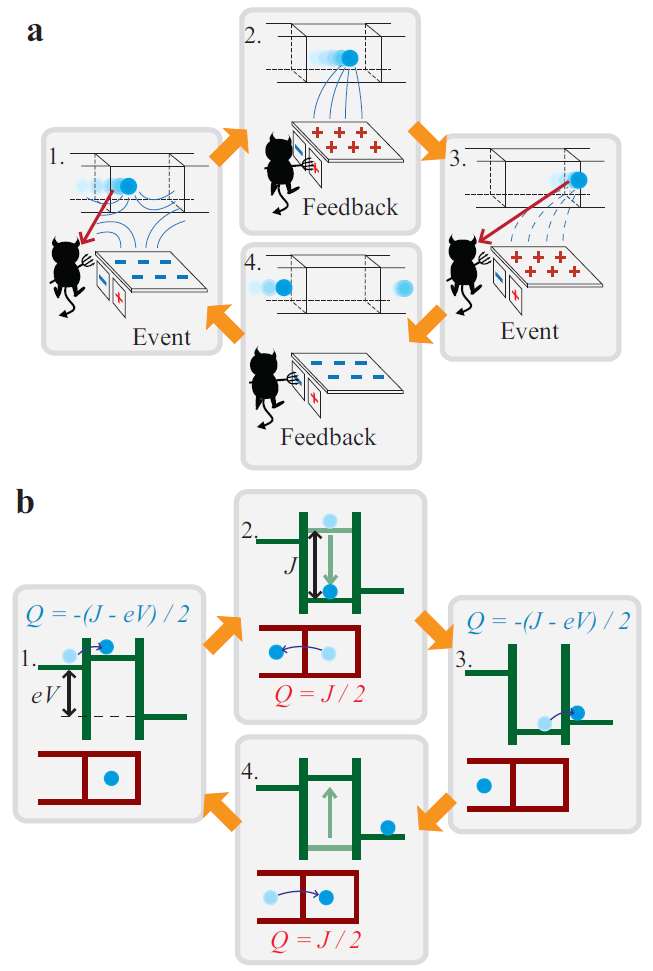 a
1.
Event
2.
Feedback
3.
Event
4.
Feedback
b
Q = -(J - eV) / 2
1.
eV
2.
J
Q = J / 2
Q = -(J - eV) / 2
3.
4.
Q = J / 2